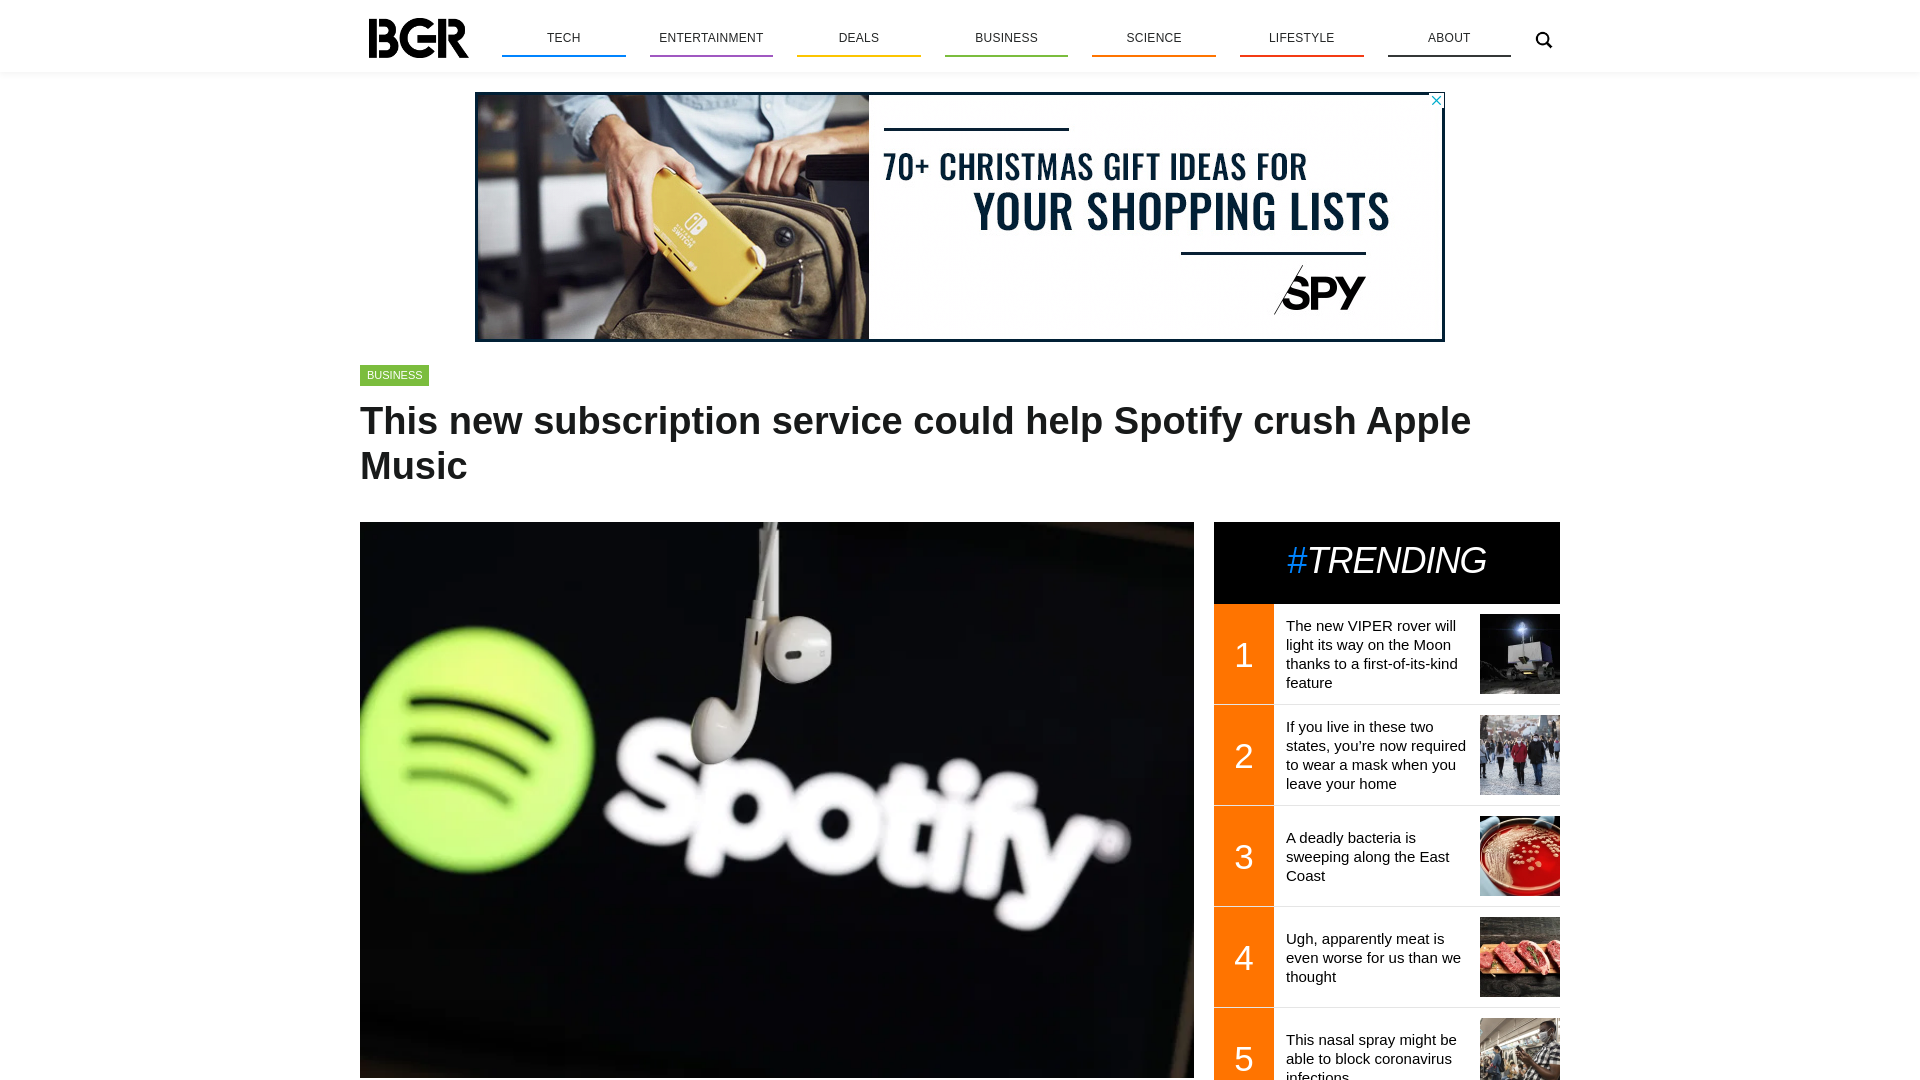 BGR
TECH
ENTERTAINMENT
DEALS
BUSINESS
SCIENCE
LIFESTYLE
ABOUT
70+ CHRISTMAS GIFT IDEAS FOR
YOUR SHOPPING LISTS
SPY
BUSINESS
This new subscription service could help Spotify crush Apple
Music
Spotify
#TRENDING
1
The new VIPER rover will
light its way on the Moon
thanks to a first-of-its-kind
feature
2
If you live in these two
states, you’re now required
to wear a mask when you
leave your home
3
A deadly bacteria is
sweeping along the East
Coast
4
Ugh, apparently meat is
even worse for us than we
thought
5
This nasal spray might be
able to block coronavirus
infections